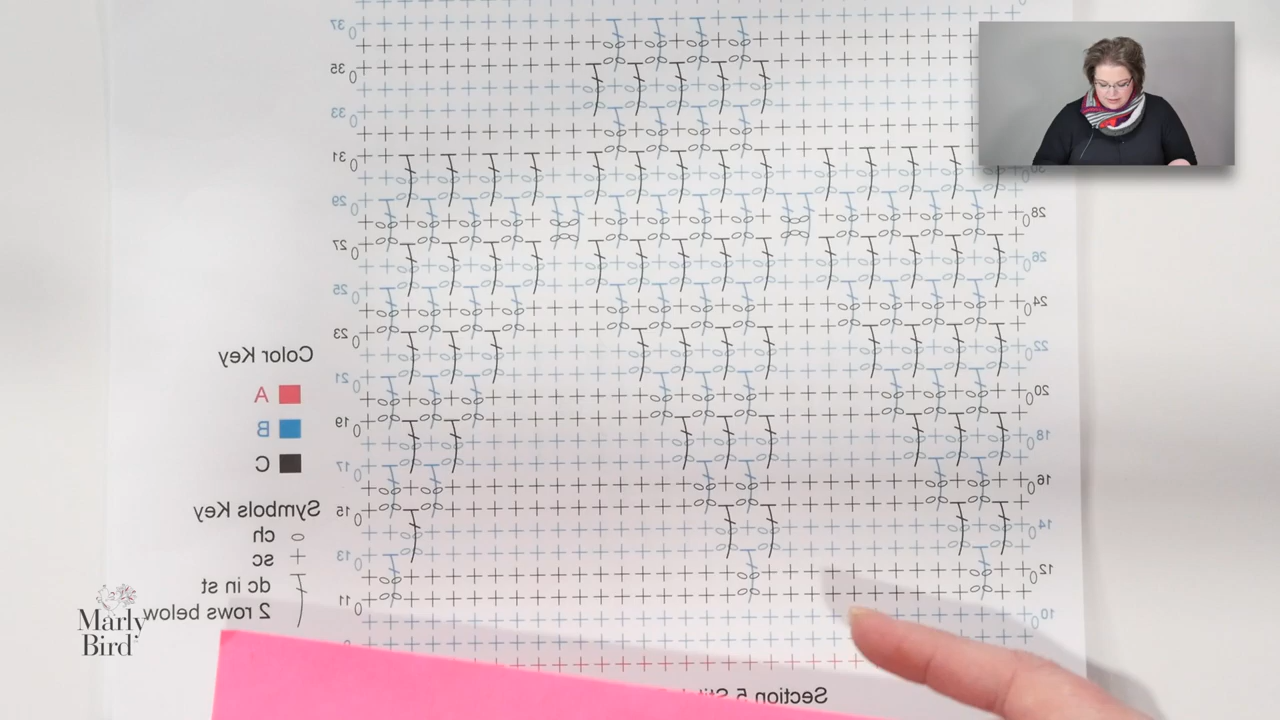 37
35
33
31
29
28
27
26
25
24
23
22
21
20
19
18
17
16
15
14
13
12
11
10
Color Key
A
B
C
Symbols Key
ch
sc
dc in st
2 rows below
Section 5
Marly
Bird